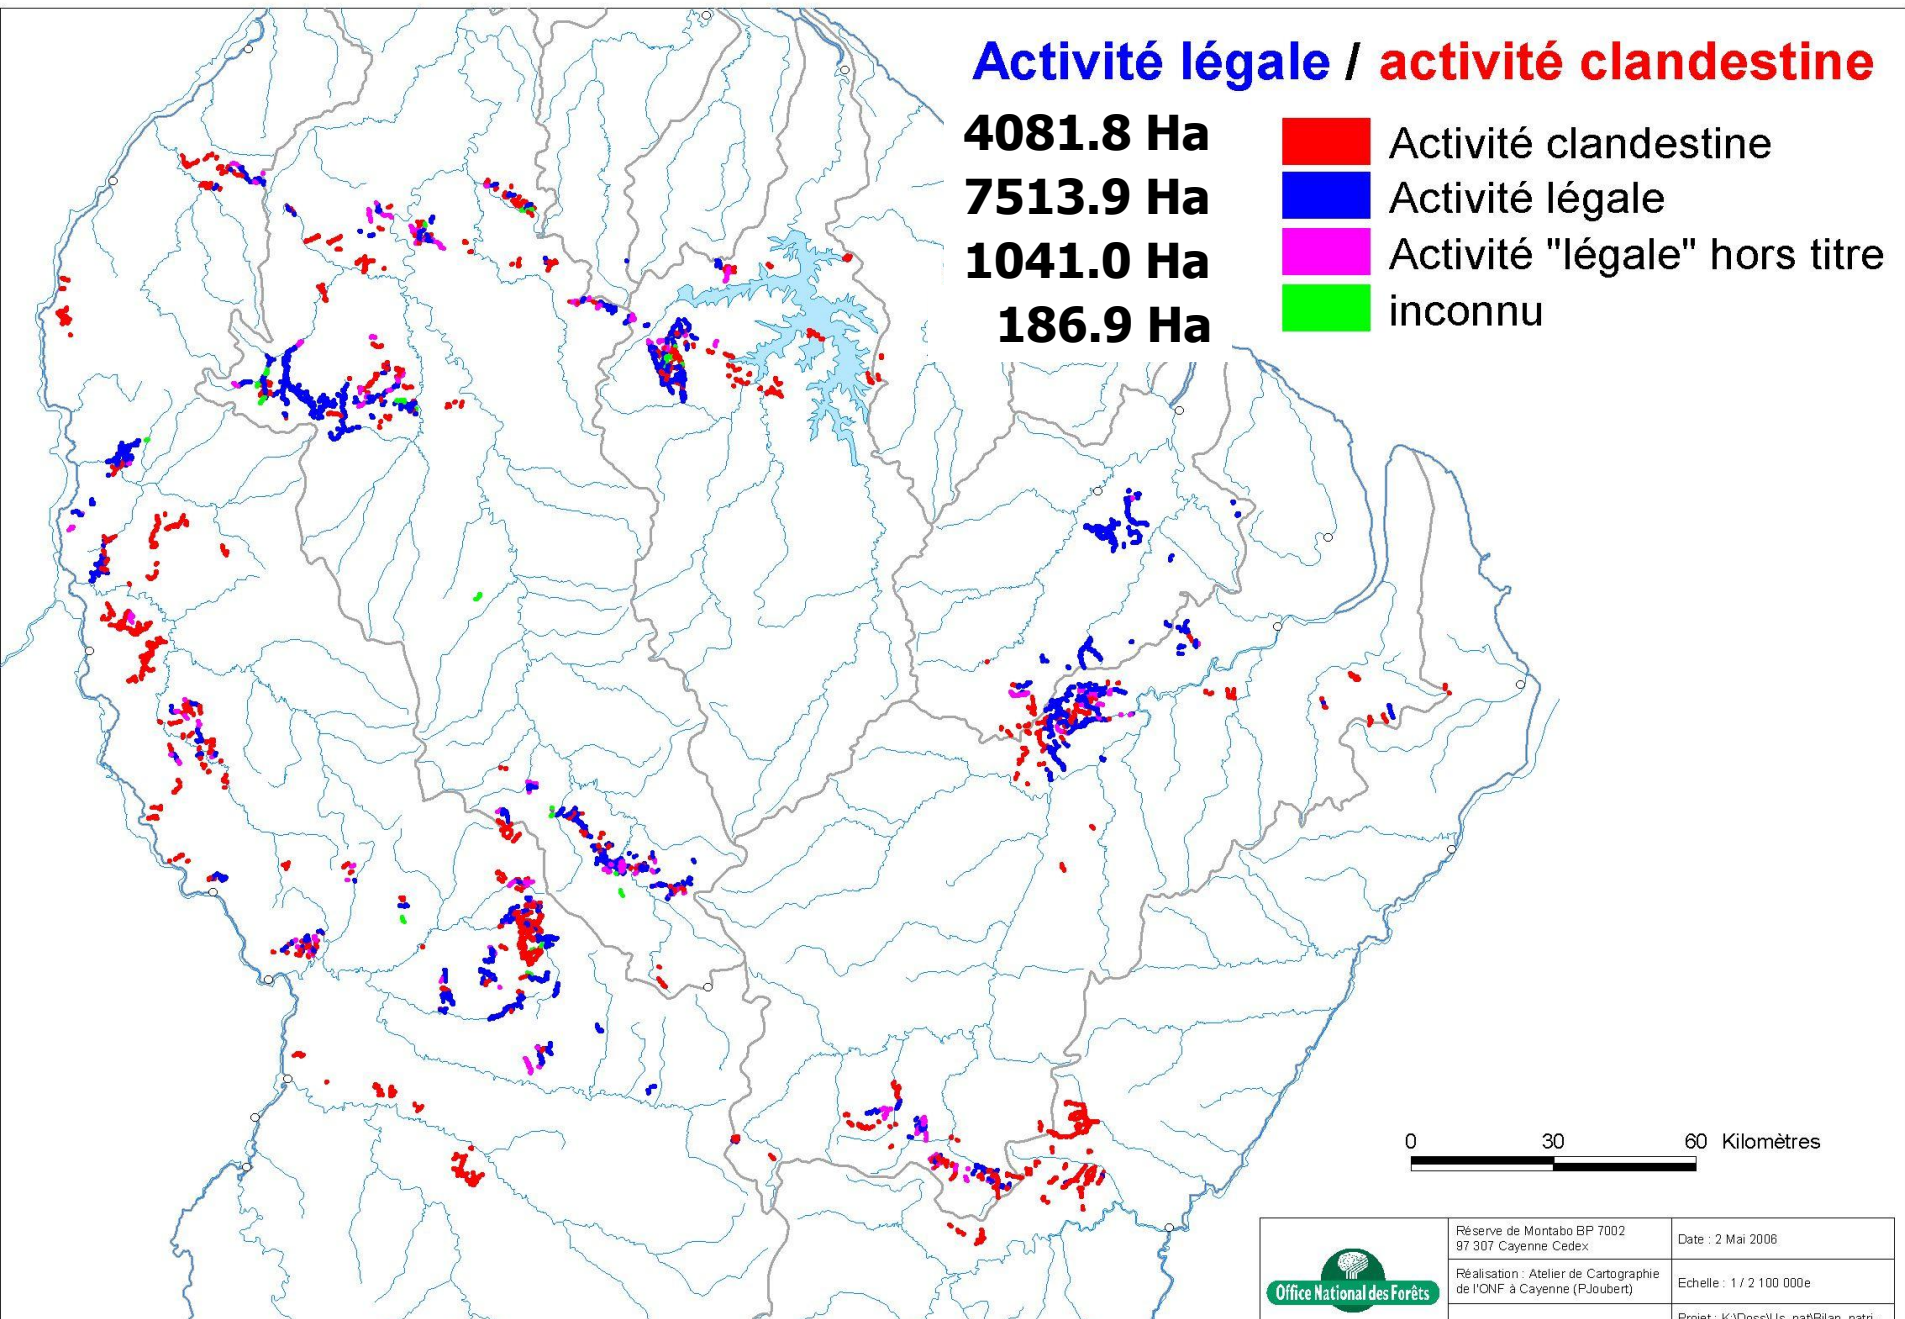 Activité légale / activité clandestine
4081.8 Ha
Activité clandestine
7513.9 Ha
Activité légale
1041.0 Ha
Activité "légale" hors titre
186.9 Ha
inconnu
0 30 60 Kilomètres
Office National des Forêts
Réserve de Montabo BP 7002
97 307 Cayenne Cedex
Date : 2 Mai 2006
Réalisation : Atelier de Cartographie
de l'ONF à Cayenne (PJoubert)
Echelle : 1 / 2 100 000e